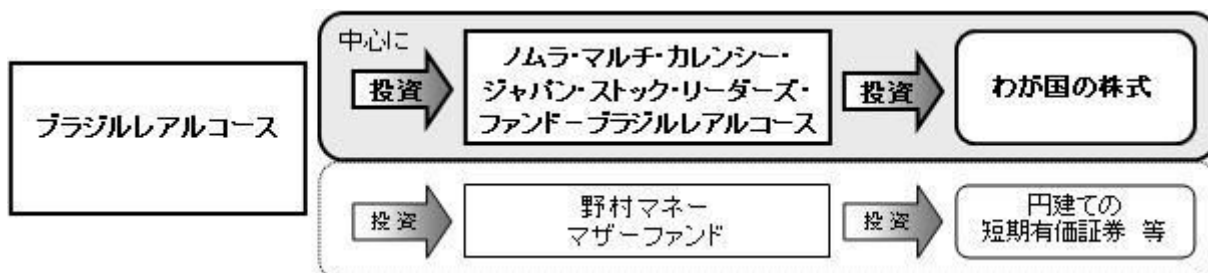 ブラジルレアルコース
中心に
投資
ノムラ・マルチ・カレンシー・
ジャパン・ストック・リーダーズ・
ファンドーブラジルレアルコース
投資
わが国の株式
投資
野村マネー
マザーファンド
投資
円建ての
短期有価証券 等